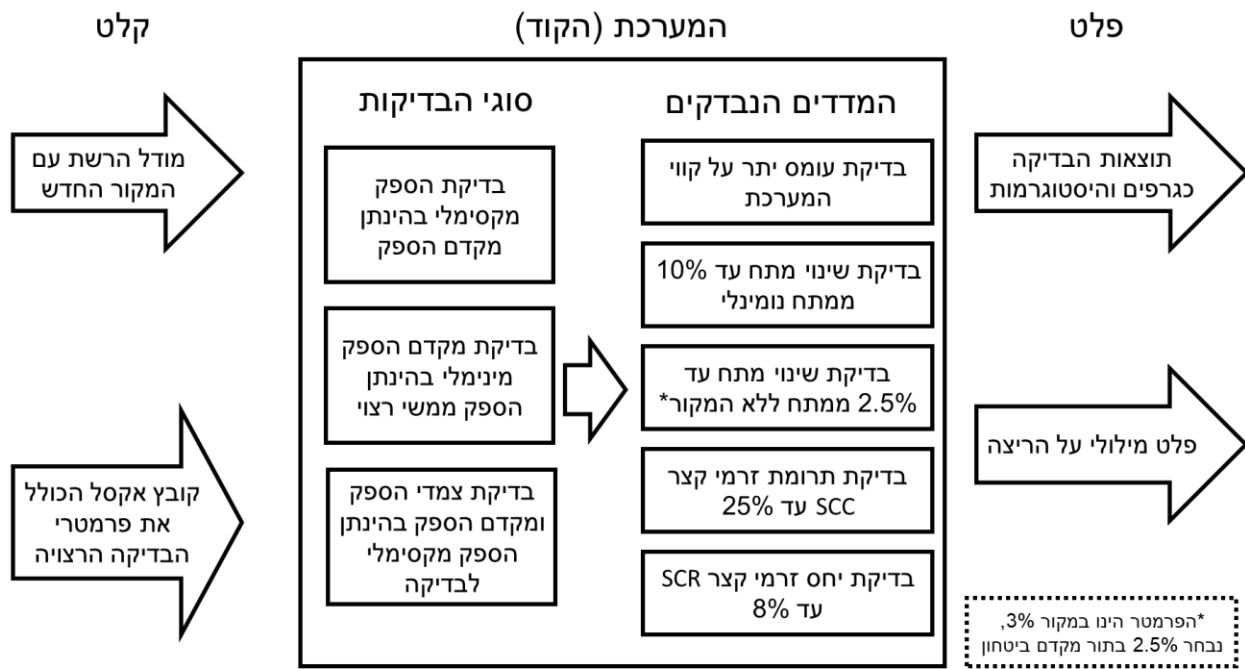 קלט
המערכת (הקוד)
פלט
מודל הרשת עם
המקור החדש
קובץ אקסל הכולל
את פרמטרי
הבדיקה הרצויה
סוגי הבדיקות
בדיקת הספק
מקסימלי בהינתן
מקדם הספק
בדיקת מקדם הספק
מינימלי בהינתן
הספק ממשי רצוי
בדיקת צמדי הספק
ומקדם הספק בהינתן
הספק מקסימלי
לבדיקה
המדדים הנבדקים
בדיקת עומס יתר על קווי
המערכת
בדיקת שינוי מתח עד 10%
ממתח נומינלי
בדיקת שינוי מתח עד
2.5% ממתח ללא המקור*
בדיקת תרומת זרמי קצר
SCC עד 25%
בדיקת יחס זרמי קצר SCR
עד 8%
תוצאות הבדיקה
כגרפים והיסטוגרמות
פלט מילולי על הריצה
*הפרמטר הינו במקור 3%,
נבחר 2.5% בתור מקדם ביטחון